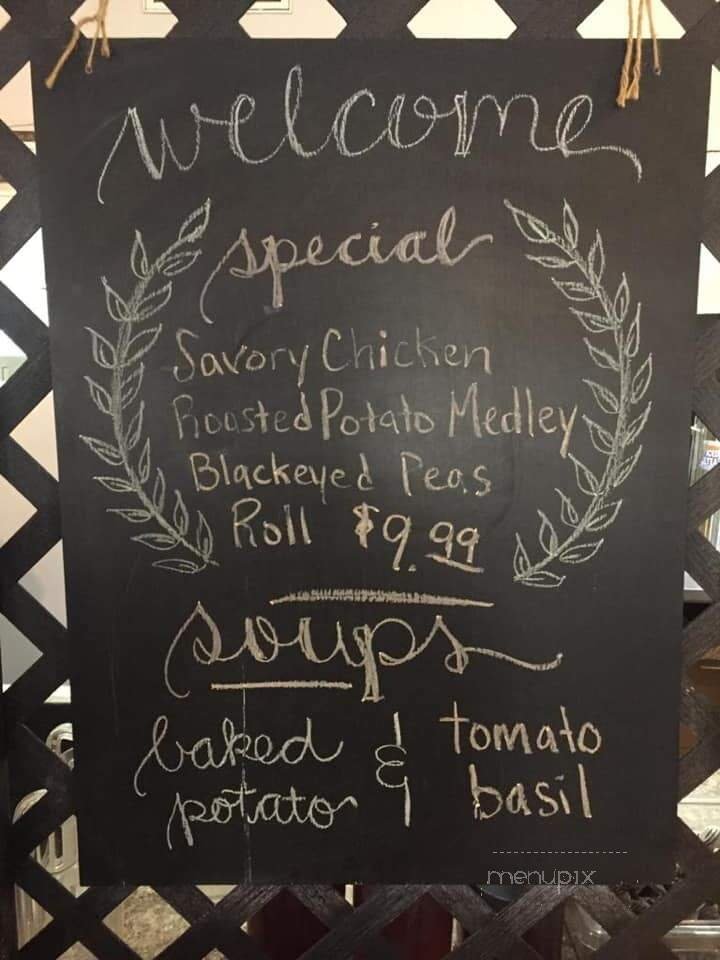 welcome
special
Savory Chicken
Roasted Potato Medley
Blackeyed Peas
Roll $9.99
soups
baked & tomato
potato basil
menupix